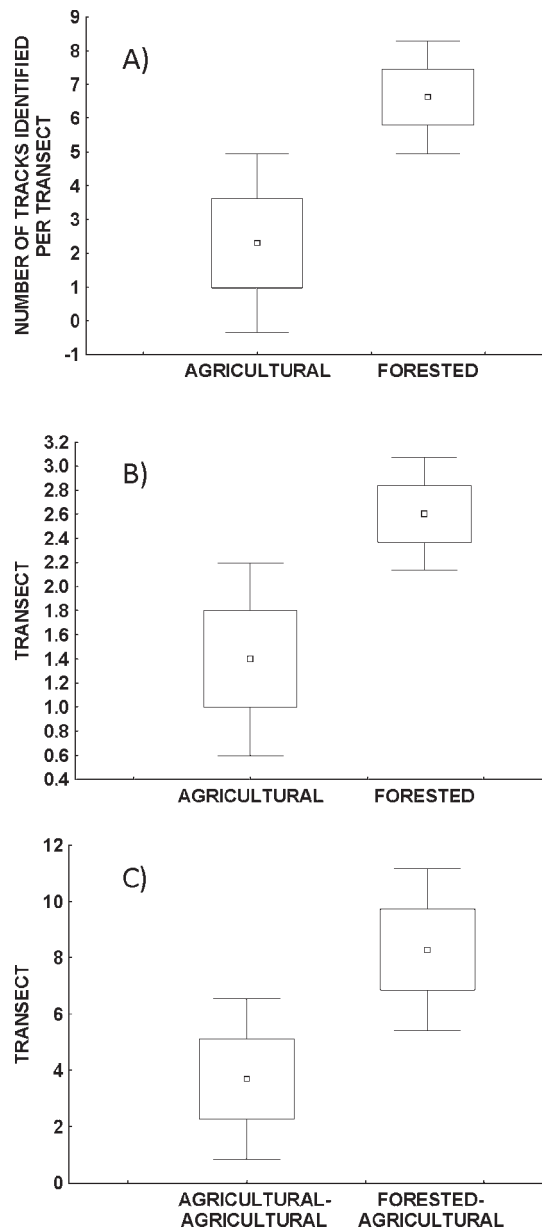 A)
NUMBER OF TRACKS IDENTIFIED
PER TRANSECT
9
8
7
6
5
4
3
2
1
0
-1
AGRICULTURAL FORESTED
B)
TRANSECT
3.2
3.0
2.8
2.6
2.4
2.2
2.0
1.8
1.6
1.4
1.2
1.0
0.8
0.6
0.4
AGRICULTURAL FORESTED
C)
TRANSECT
12
10
8
6
4
2
0
AGRICULTURAL-
AGRICULTURAL
FORESTED-
AGRICULTURAL